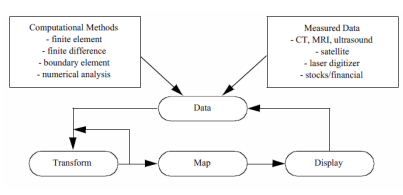 Computational Methods
- finite element
- finite difference
- boundary element
- numerical analysis
Measured Data
- CT, MRI, ultrasound
- satellite
- laser digitizer
- stocks/financial
Data
Transform
Map
Display